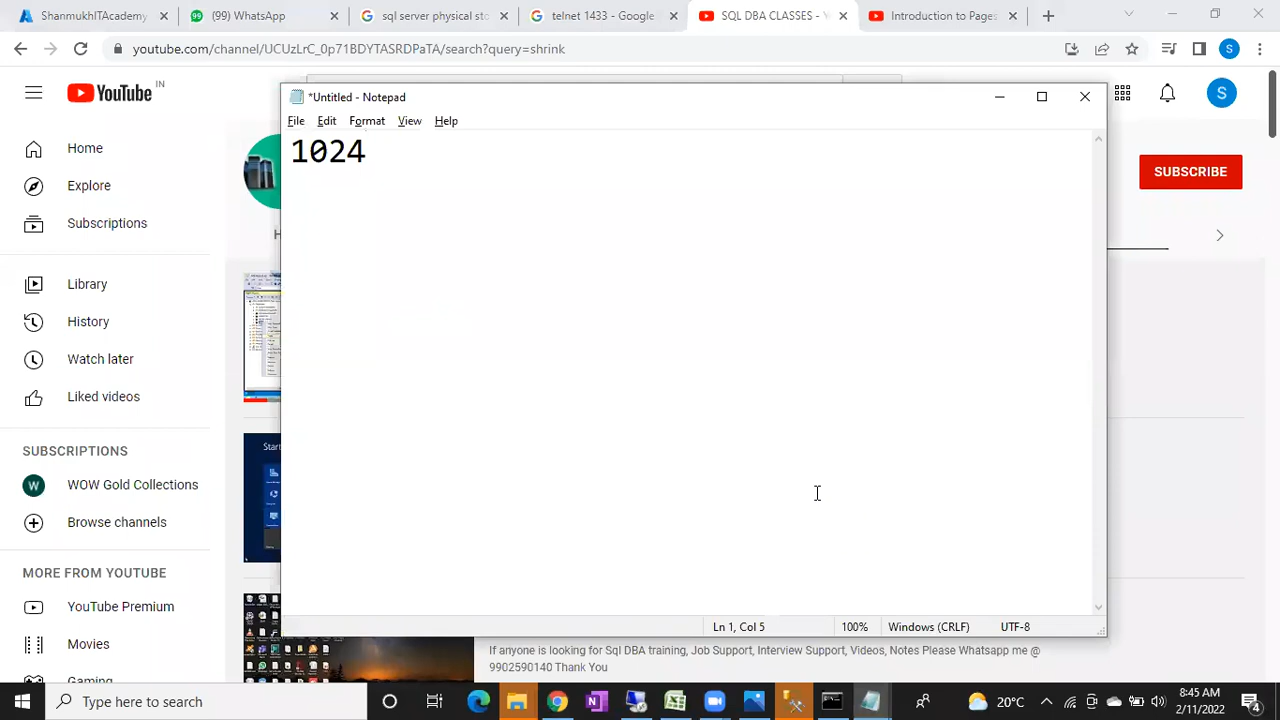 ShanmukhITAcademy
(99) WhatsApp
sql server physical sto
telnet 1433 - Google
SQL DBA CLASSES - Y
Introduction to Pages
youtube.com/channel/UCUzLrC_0p71BDYTASRDPaTA/search?query=shrink
YouTube IN
S
*Untitled - Notepad
File Edit Format View Help
1024
SUBSCRIBE
Home
Explore
Subscriptions
Library
History
Watch later
Liked videos
SUBSCRIPTIONS
WOW Gold Collections
Browse channels
MORE FROM YOUTUBE
YouTube Premium
Movies
Gaming
H
Start
Ln 1, Col 5
100%
Windows (CRLF)
UTF-8
If anyone is looking for Sql DBA training, Job Support, Interview Support, Videos, Notes Please Whatsapp me @
9902590140 Thank You
Type here to search
20°C
8:45 AM
2/11/2022
4